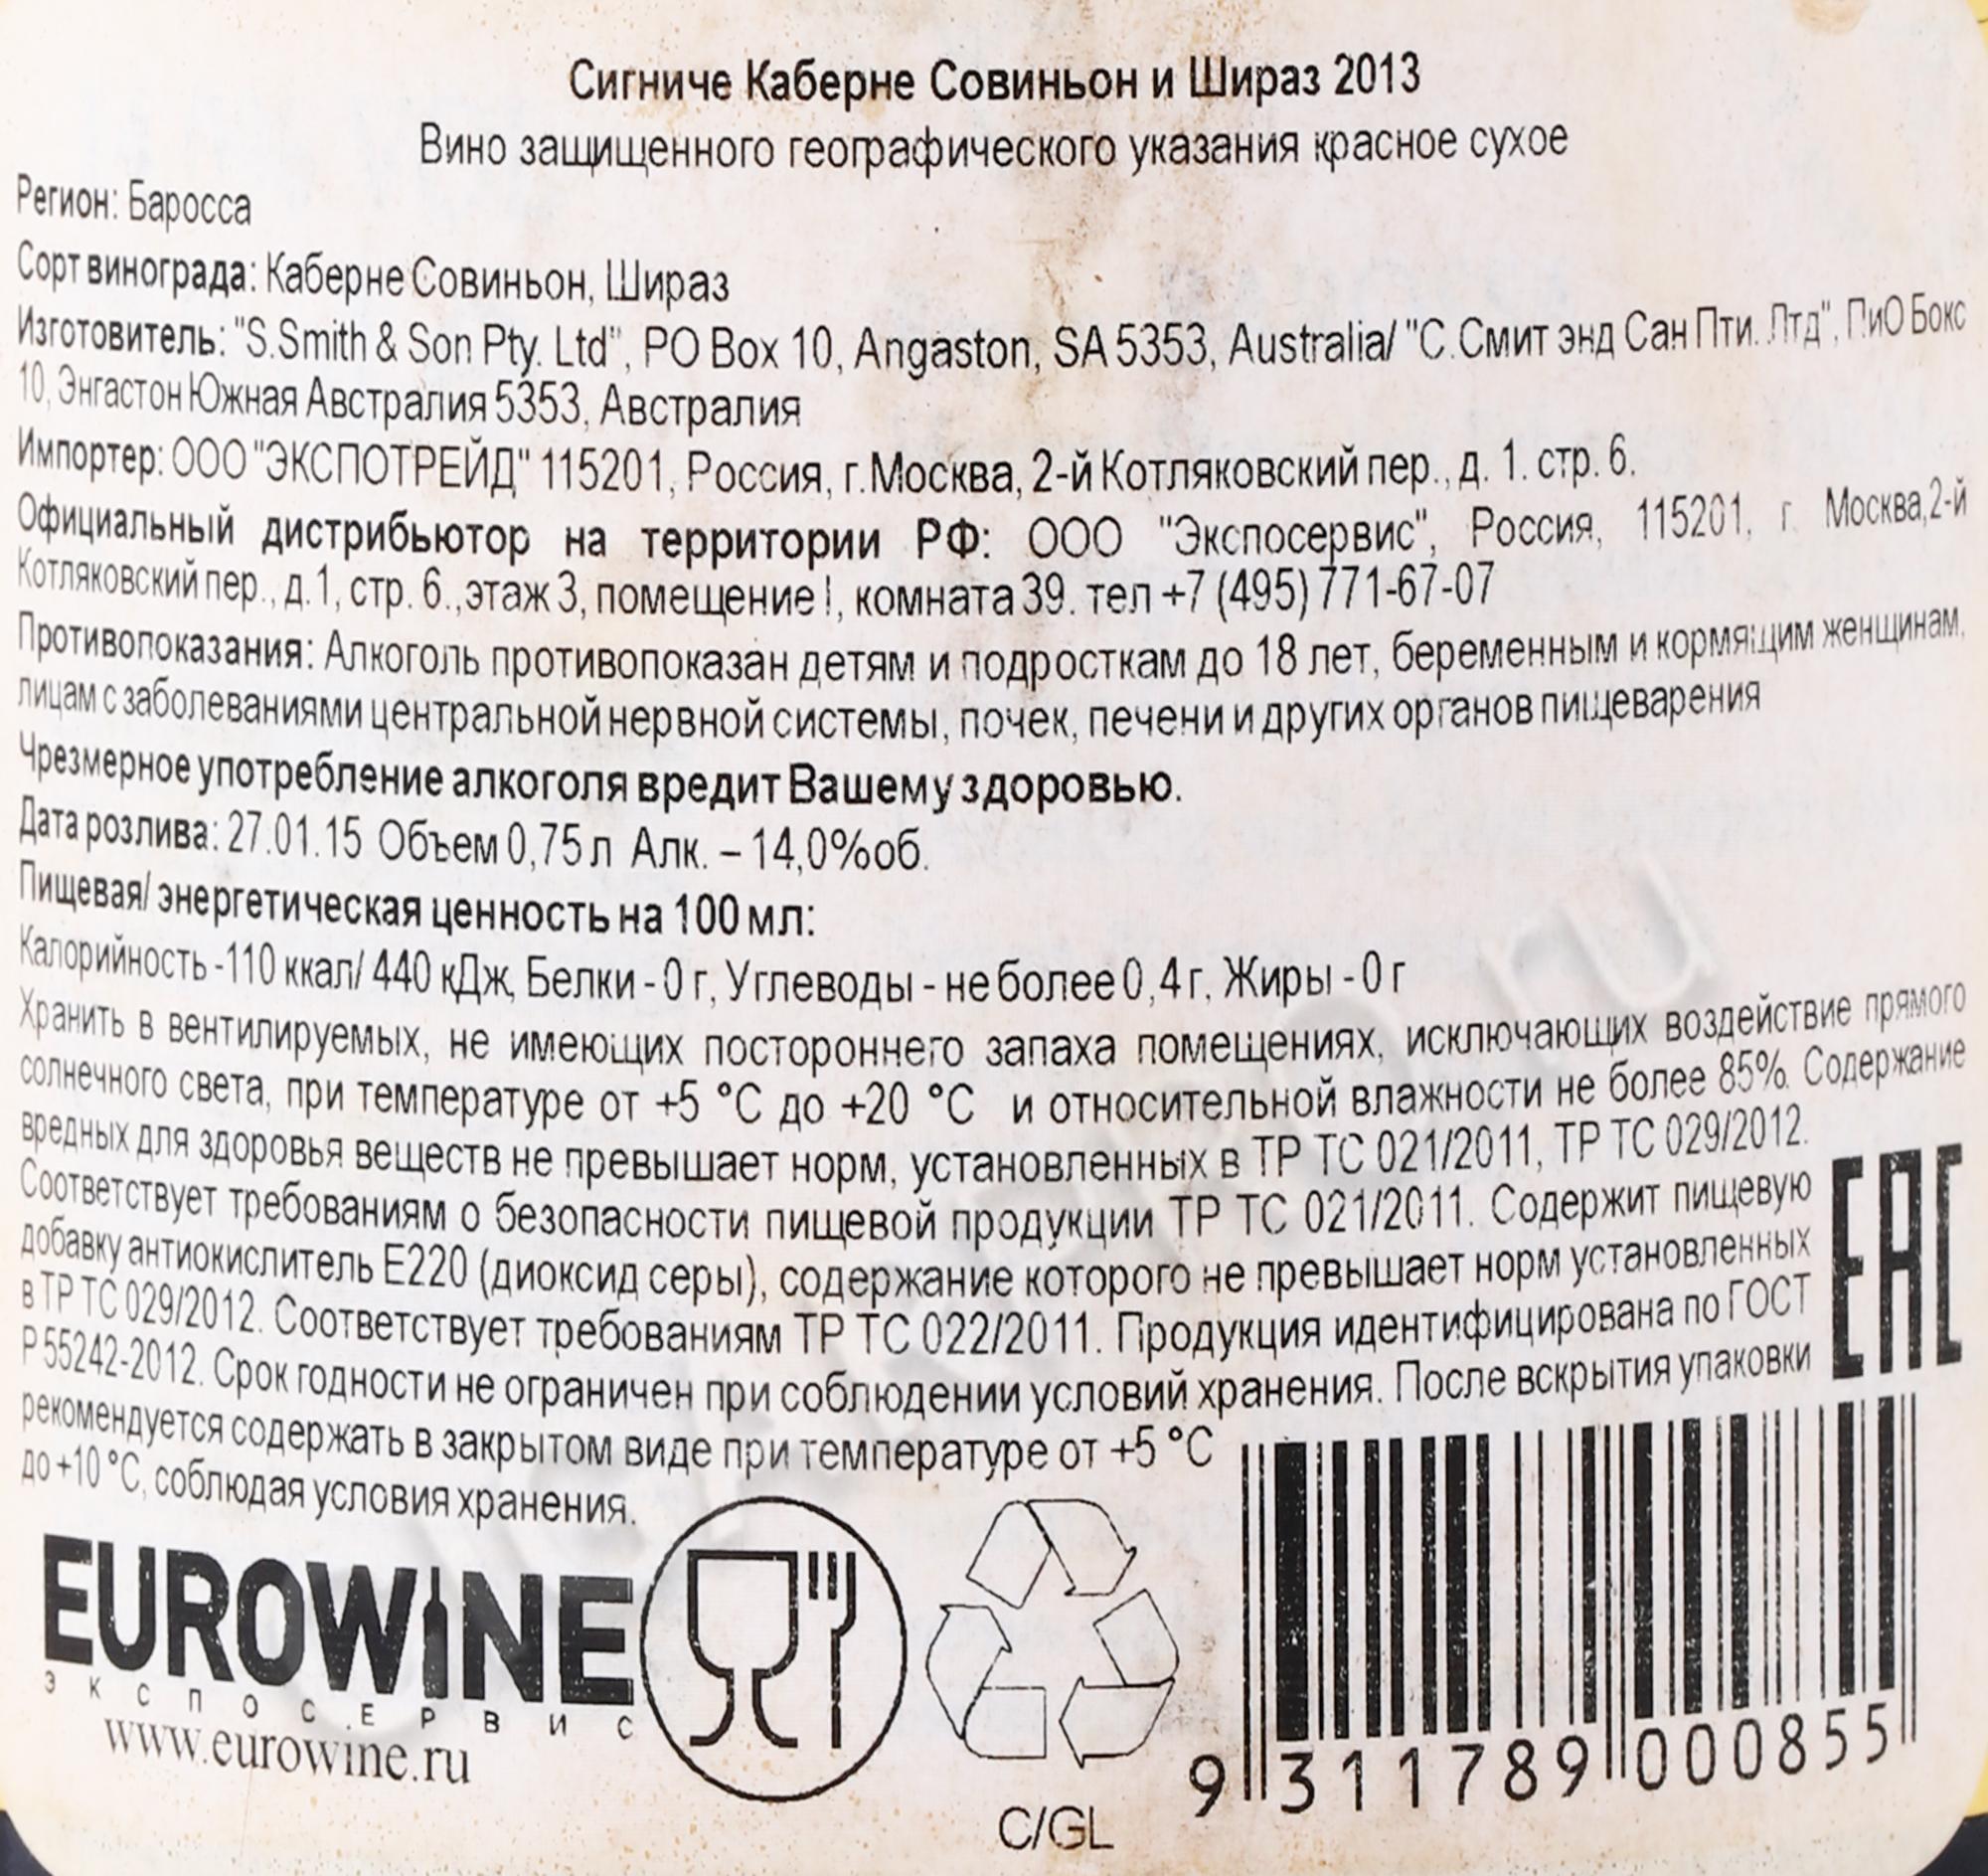 Сигниче Каберне Совиньон и Шираз 2013
Вино защищенного географического указания красное сухое
Регион: Баросса
Сорт винограда: Каберне Совиньон, Шираз
Изготовитель: "S.Smith & Son Pty. Ltd", PO Box 10, Angaston, SA 5353, Australia/ "С.Смит энд Сан Пти. Лтд", ПиО Бокс
10, Энгастон Южная Австралия 5353, Австралия
Импортер: ООО "ЭКСПОТРЕЙД" 115201, Россия, г.Москва, 2-й Котляковский пер., д. 1. стр. 6.
Официальный дистрибьютор на территории РФ: ООО "Экспосервис", Россия, 115201, г. Москва,2-й
Котляковский пер., д.1, стр. 6.,этаж 3, помещение I, комната 39. тел +7 (495) 771-67-07
Противопоказания: Алкоголь противопоказан детям и подросткам до 18 лет, беременным и кормящим женщинам,
лицам с заболеваниями центральной нервной системы, почек, печени и других органов пищеварения
Чрезмерное употребление алкоголя вредит Вашему здоровью.
Дата розлива: 27.01.15 Объем 0,75 л Алк. – 14,0%об.
Пищевая/ энергетическая ценность на 100 мл:
Калорийность -110 ккал/ 440 кДж, Белки - 0 г, Углеводы - не более 0,4 г, Жиры - 0 г
Хранить в вентилируемых, не имеющих постороннего запаха помещениях, исключающих воздействие прямого
солнечного света, при температуре от +5 °С до +20 °С и относительной влажности не более 85%. Содержание
вредных для здоровья веществ не превышает норм, установленных в ТР ТС 021/2011, ТР ТС 029/2012.
Соответствует требованиям о безопасности пищевой продукции ТР ТС 021/2011. Содержит пищевую
добавку антиокислитель Е220 (диоксид серы), содержание которого не превышает норм установленных
в ТР ТС 029/2012. Соответствует требованиям ТР ТС 022/2011. Продукция идентифицирована по ГОСТ
Р 55242-2012. Срок годности не ограничен при соблюдении условий хранения. После вскрытия упаковки
рекомендуется содержать в закрытом виде при температуре от +5 °С
до +10 °С, соблюдая условия хранения.
EAC
EUROWINE
ЭКСПОСЕРВИС
www.eurowine.ru
C/GL
9 311789 000855